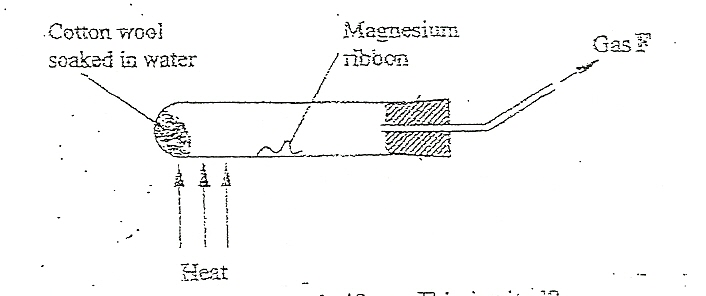 Cotton wool
soaked in water
Magnesium
ribbon
Gas F
Heat